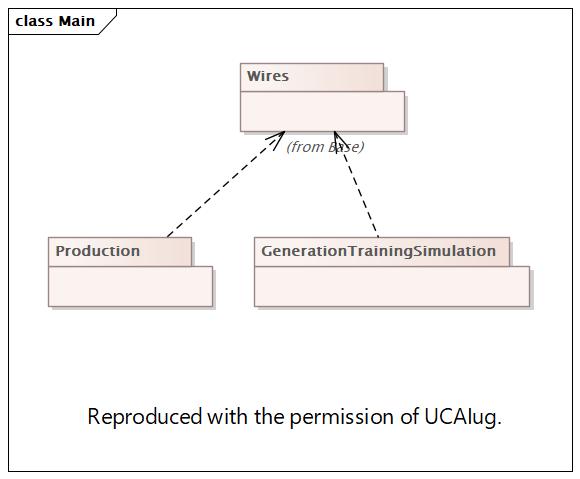 class Main
Wires
(from Base)
Production
GenerationTrainingSimulation
Reproduced with the permission of UCAIug.